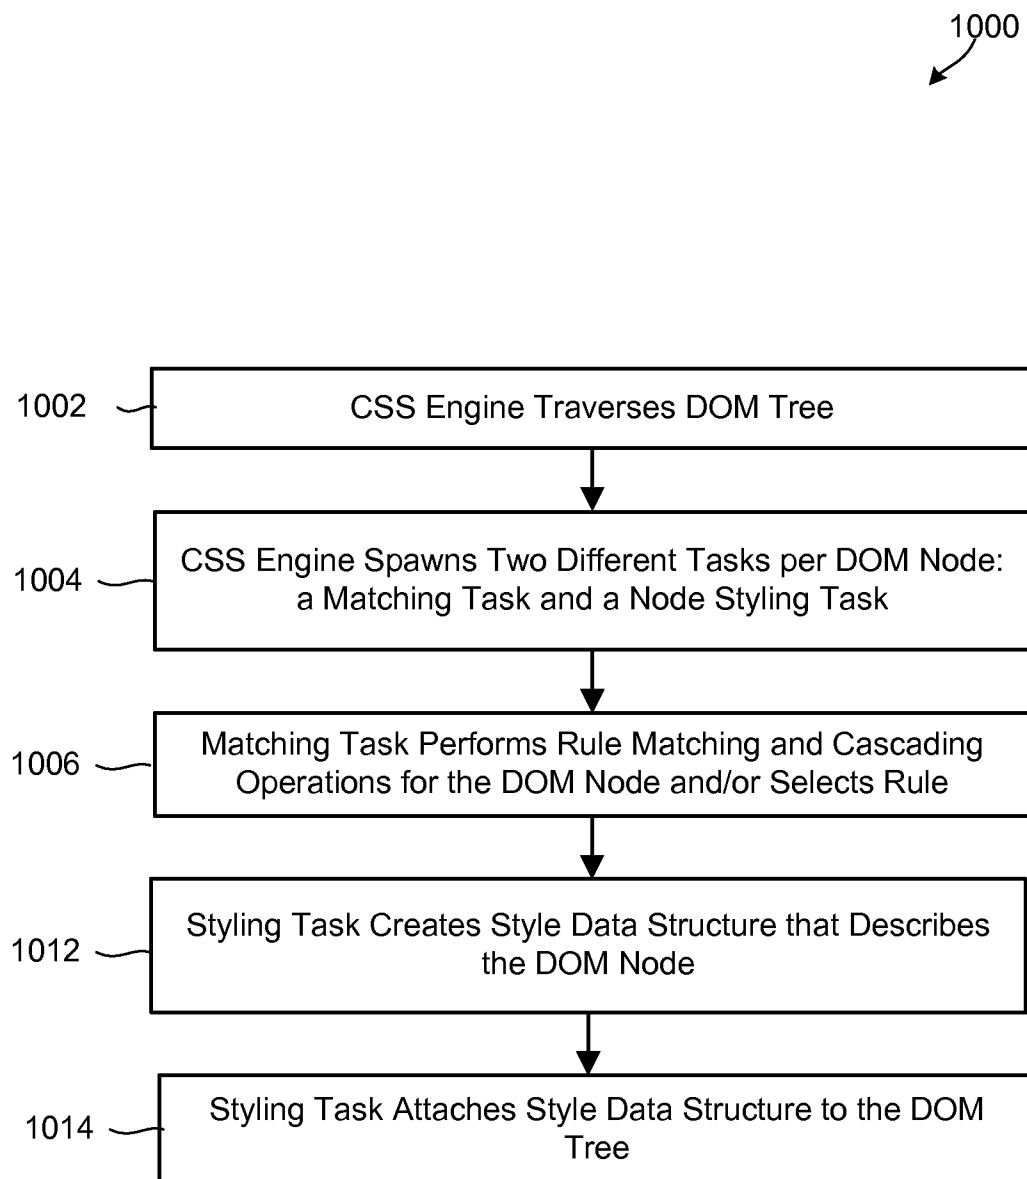 1000
1002
CSS Engine Traverses DOM Tree
1004
CSS Engine Spawns Two Different Tasks per DOM Node:
a Matching Task and a Node Styling Task
1006
Matching Task Performs Rule Matching and Cascading
Operations for the DOM Node and/or Selects Rule
1012
Styling Task Creates Style Data Structure that Describes
the DOM Node
1014
Styling Task Attaches Style Data Structure to the DOM
Tree